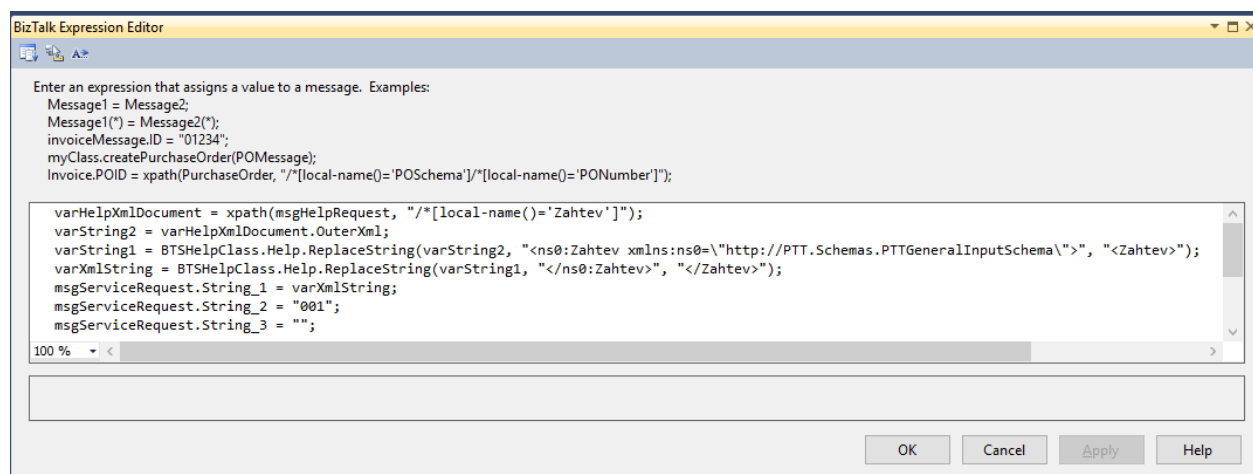 BizTalk Expression Editor
A
Enter an expression that assigns a value to a message.  Examples:
Message1 = Message2;
Message1(*) = Message2(*);
invoiceMessage.ID = "01234";
myClass.createPurchaseOrder(POMessage);
Invoice.POID = xpath(PurchaseOrder, "/*[local-name()='POSchema']/*[local-name()='PONumber']");
varHelpXmlDocument = xpath(msgHelpRequest, "/*[local-name()='Zahtev']");
varString2 = varHelpXmlDocument.OuterXml;
varString1 = BTSHelpClass.Help.ReplaceString(varString2, "<ns0:Zahtev xmlns:ns0=\"http://PTT.Schemas.PTTGeneralInputSchema\">", "<Zahtev>");
varXmlString = BTSHelpClass.Help.ReplaceString(varString1, "</ns0:Zahtev>", "</Zahtev>");
msgServiceRequest.String_1 = varXmlString;
msgServiceRequest.String_2 = "001";
msgServiceRequest.String_3 = "";
100 %
OK Cancel Apply Help